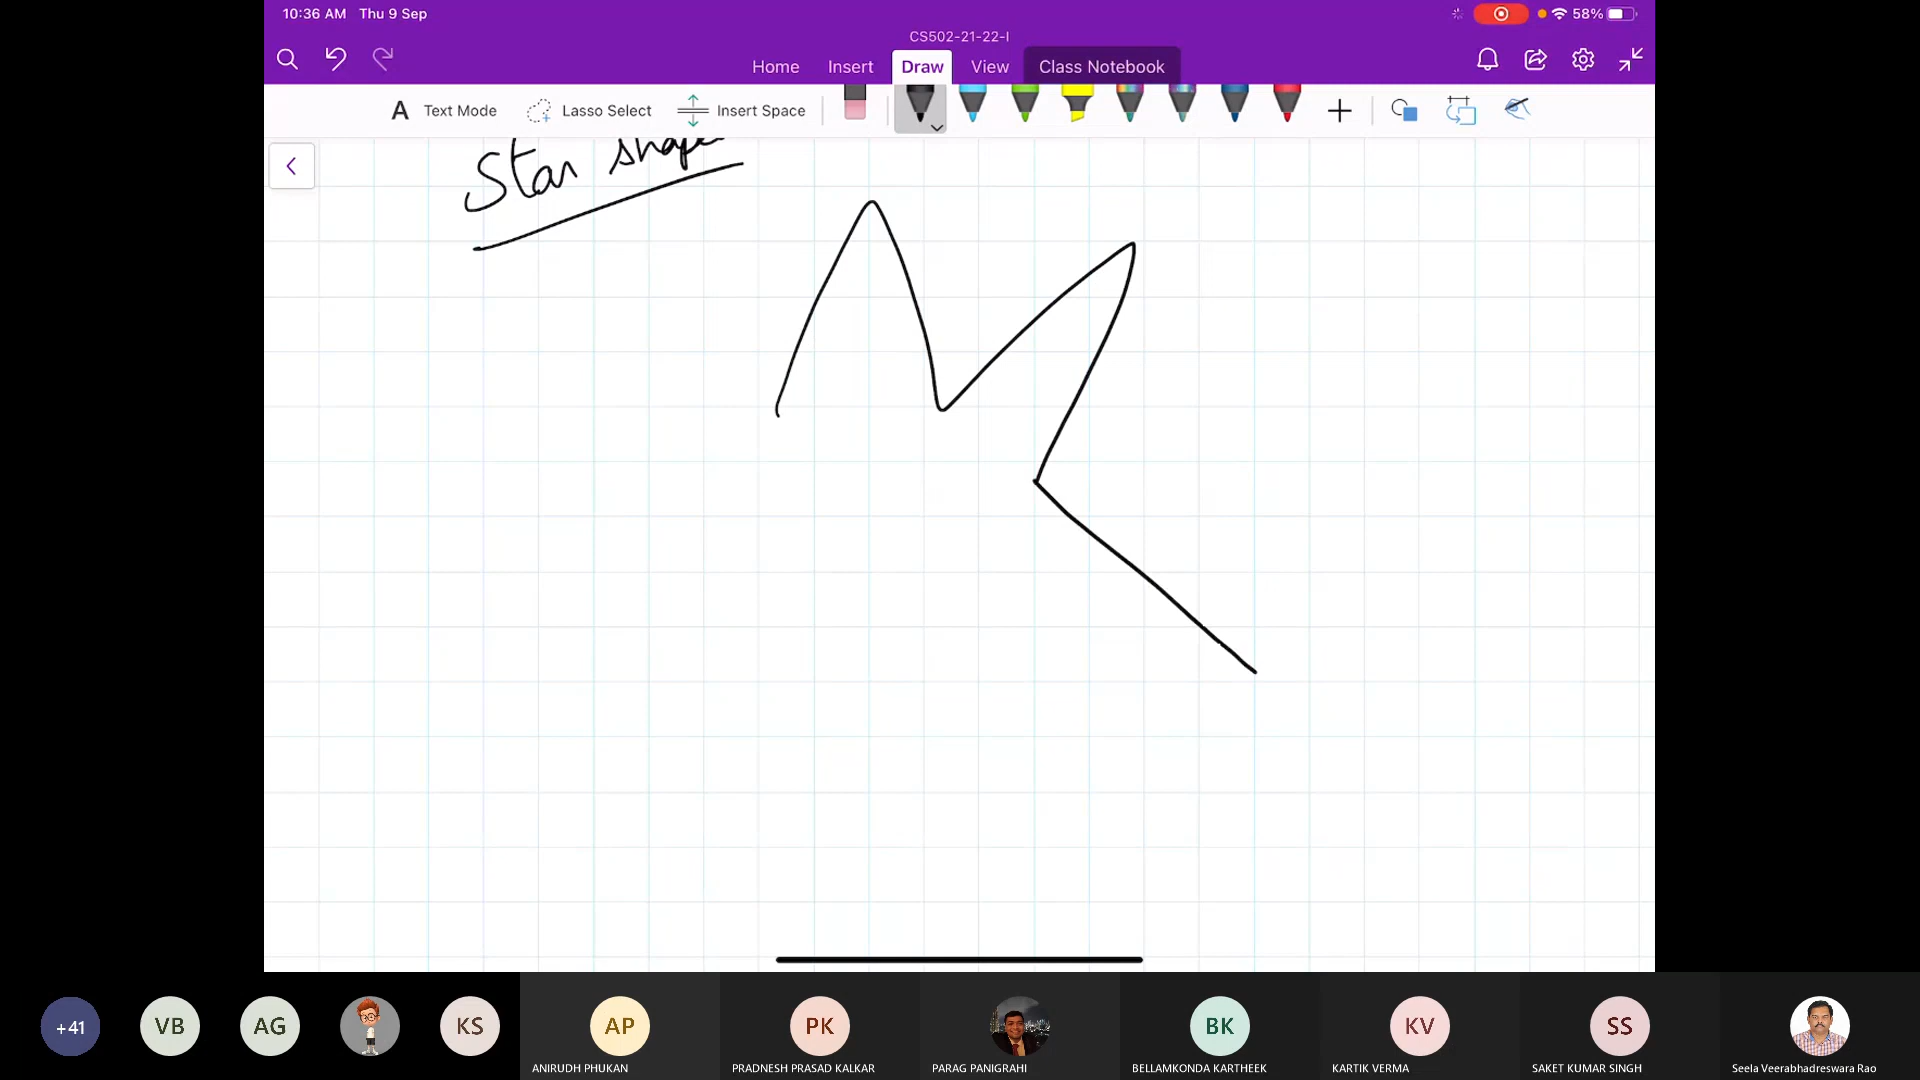 10:36 AM Thu 9 Sep
58%
CS502-21-22-I
Home Insert Draw View Class Notebook
A Text Mode Lasso Select Insert Space
Star shape
+41 VB AG KS AP PK BK KV SS
ANIRUDH PHUKAN PRADNESH PRASAD KALKAR PARAG PANIGRAHI BELLAMKONDA KARTHEEK KARTIK VERMA SAKET KUMAR SINGH Seela Veerabhadreswara Rao